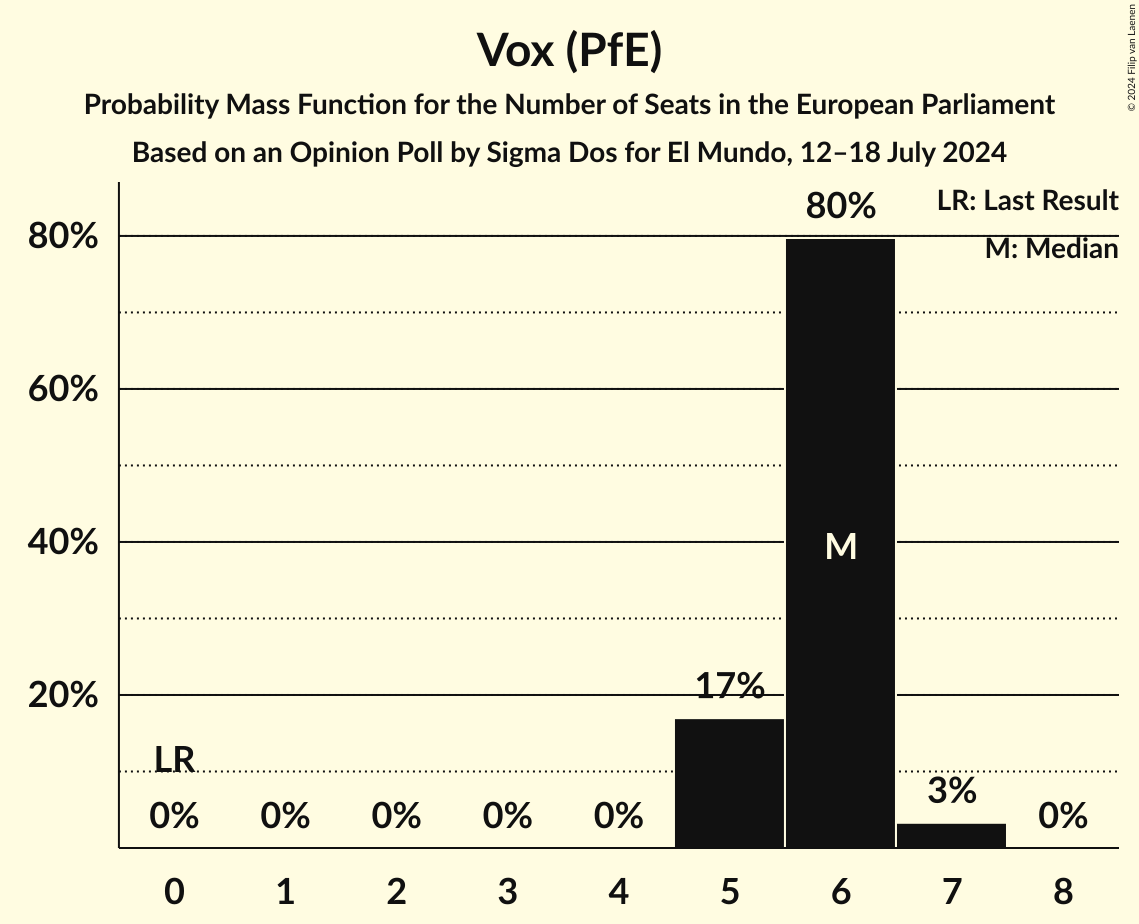 Vox (PfE)
Probability Mass Function for the Number of Seats in the European Parliament
Based on an Opinion Poll by Sigma Dos for El Mundo, 12–18 July 2024
© 2024 Filip van Laenen
LR: Last Result
M: Median
80%
60%
40%
20%
LR
0%
0%
0%
0%
0%
17%
80%
M
3%
0%
0
1
2
3
4
5
6
7
8